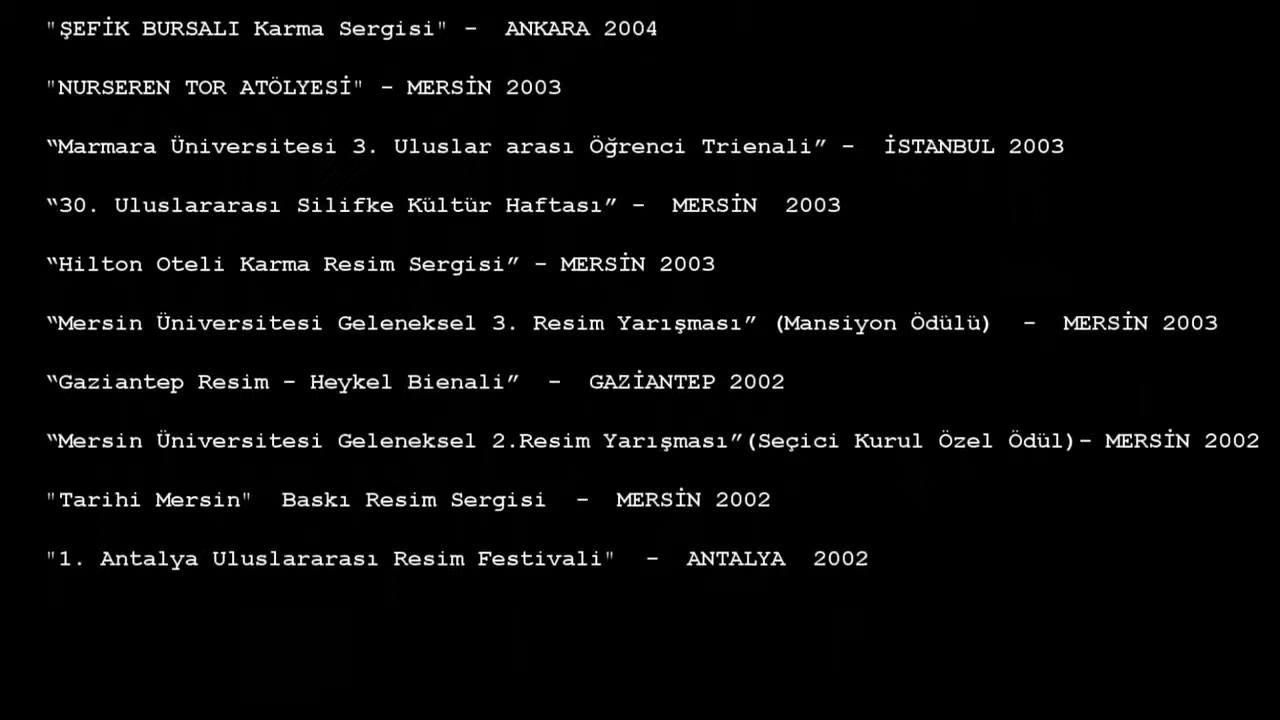 "ŞEFİK BURSALI Karma Sergisi" - ANKARA 2004
"NURSEREN TOR ATÖLYESİ" - MERSİN 2003
“Marmara Üniversitesi 3. Uluslar arası Öğrenci Trienali” - İSTANBUL 2003
“30. Uluslararası Silifke Kültür Haftası” - MERSİN 2003
“Hilton Oteli Karma Resim Sergisi” - MERSİN 2003
“Mersin Üniversitesi Geleneksel 3. Resim Yarışması” (Mansiyon Ödülü) - MERSİN 2003
“Gaziantep Resim - Heykel Bienali” - GAZİANTEP 2002
“Mersin Üniversitesi Geleneksel 2.Resim Yarışması”(Seçici Kurul Özel Ödül)- MERSİN 2002
"Tarihi Mersin" Baskı Resim Sergisi - MERSİN 2002
"1. Antalya Uluslararası Resim Festivali" - ANTALYA 2002